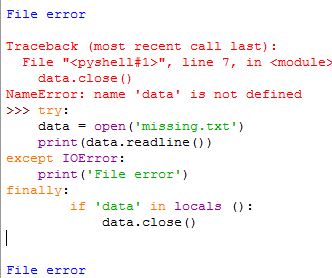 File error
Traceback (most recent call last):
  File "<pyshell#1>", line 7, in <module>
    data.close()
NameError: name 'data' is not defined
>>> try:
    data = open('missing.txt')
    print(data.readline())
except IOError:
    print('File error')
finally:
        if 'data' in locals ():
            data.close()
File error